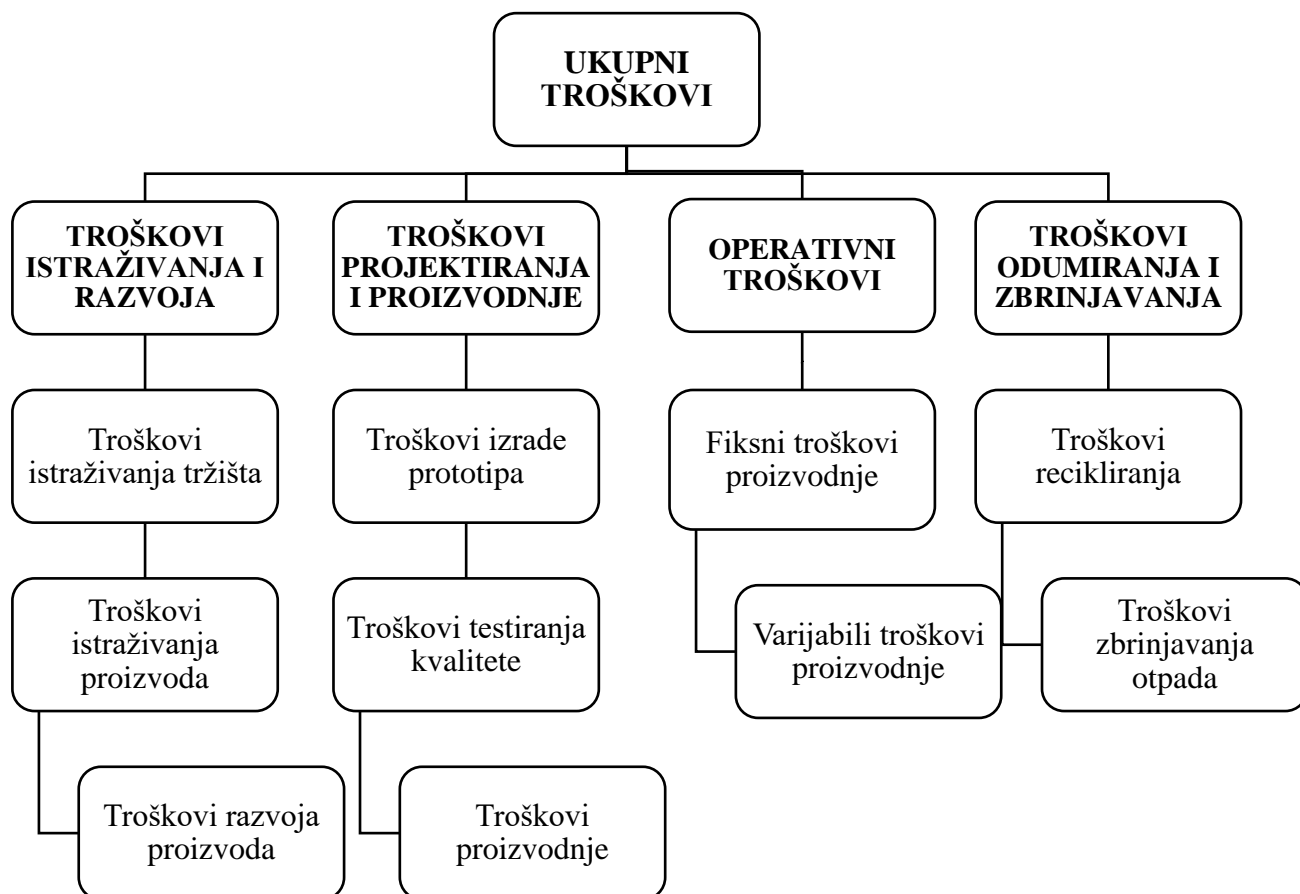 UKUPNI
TROŠKOVI
TROŠKOVI
ISTRAŽIVANJA I
RAZVOJA
TROŠKOVI
PROJEKTIRANJA
I PROIZVODNJE
OPERATIVNI
TROŠKOVI
TROŠKOVI
ODUMIRANJA I
ZBRINJAVANJA
Troškovi
istraživanja tržišta
Troškovi izrade
prototipa
Fiksni troškovi
proizvodnje
Troškovi
recikliranja
Troškovi
istraživanja
proizvoda
Troškovi testiranja
kvalitete
Varijabili troškovi
proizvodnje
Troškovi
zbrinjavanja
otpada
Troškovi razvoja
proizvoda
Troškovi
proizvodnje